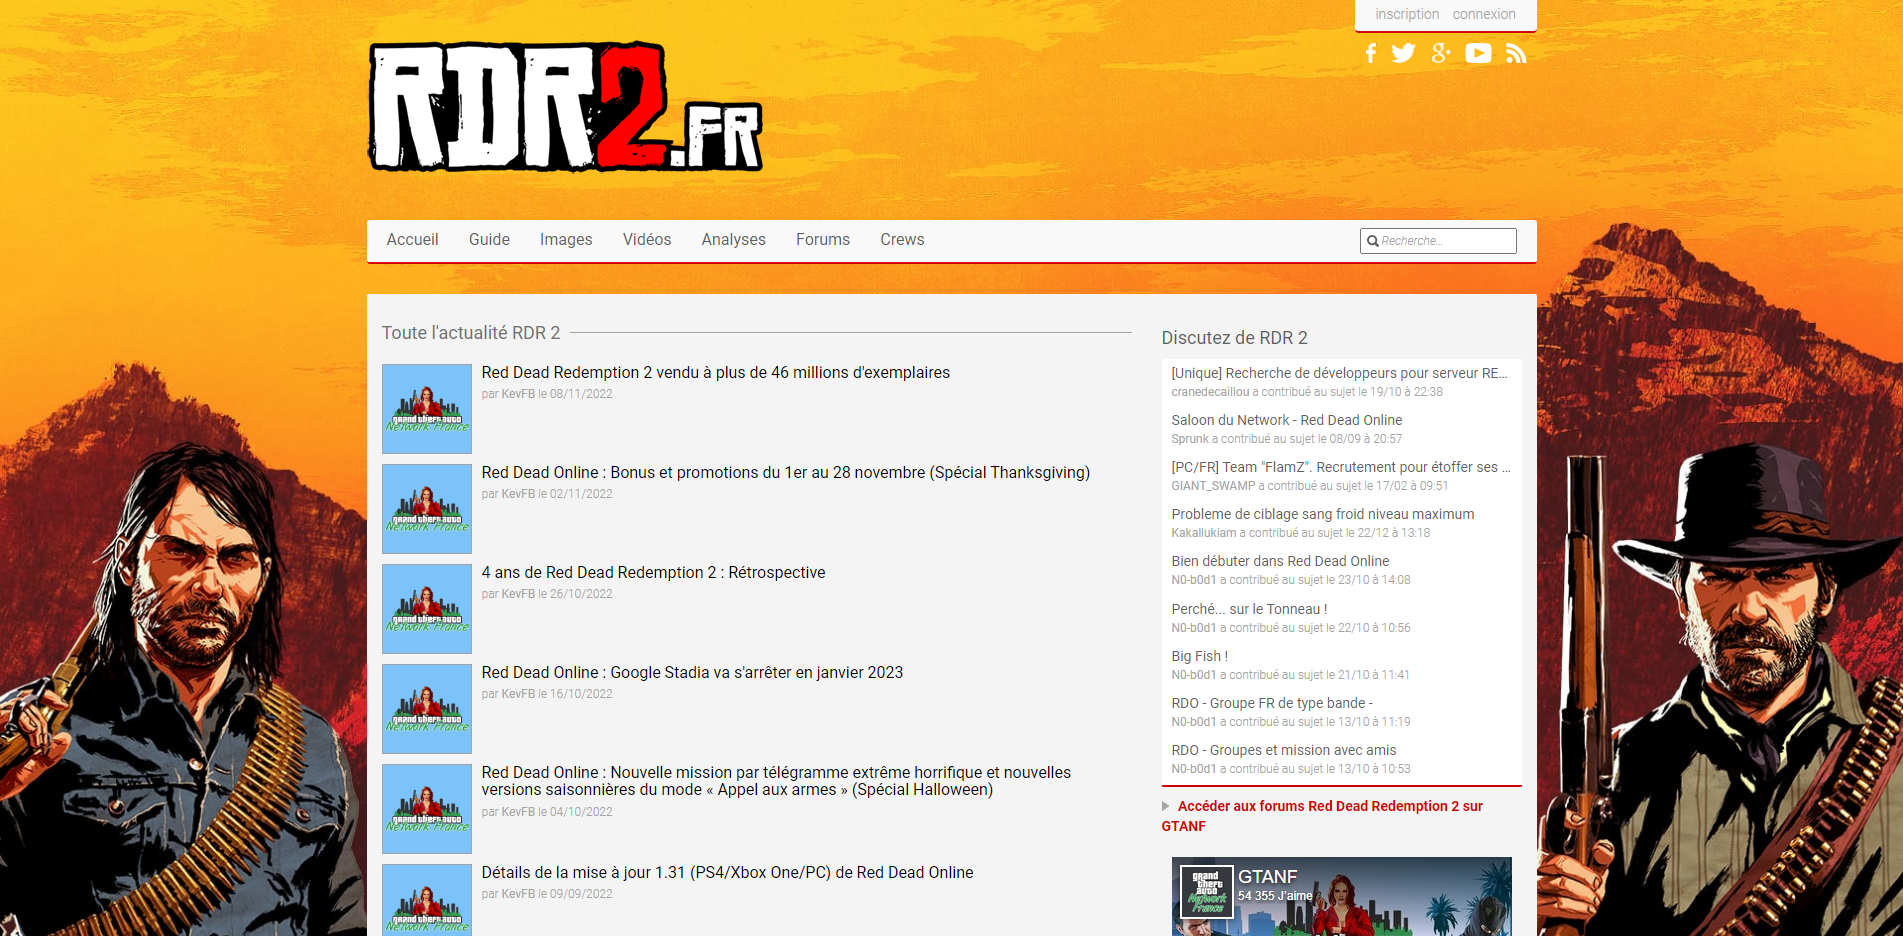 inscription connexion
RDR2.FR
Accueil Guide Images Vidéos Analyses Forums Crews
Recherche...
Toute l'actualité RDR 2
Red Dead Redemption 2 vendu à plus de 46 millions d'exemplaires
par KevFB le 08/11/2022
grand theft auto
Network France
Red Dead Online : Bonus et promotions du 1er au 28 novembre (Spécial Thanksgiving)
par KevFB le 02/11/2022
grand theft auto
Network France
4 ans de Red Dead Redemption 2 : Rétrospective
par KevFB le 26/10/2022
grand theft auto
Network France
Red Dead Online : Google Stadia va s'arrêter en janvier 2023
par KevFB le 16/10/2022
grand theft auto
Network France
Red Dead Online : Nouvelle mission par télégramme extrême horrifique et nouvelles
versions saisonnières du mode « Appel aux armes » (Spécial Halloween)
par KevFB le 04/10/2022
grand theft auto
Network France
Détails de la mise à jour 1.31 (PS4/Xbox One/PC) de Red Dead Online
par KevFB le 09/09/2022
grand theft auto
Network France
Discutez de RDR 2
[Unique] Recherche de développeurs pour serveur RE...
cranedecaillou a contribué au sujet le 19/10 à 22:38
Saloon du Network - Red Dead Online
Sprunk a contribué au sujet le 08/09 à 20:57
[PC/FR] Team "FlamZ". Recrutement pour étoffer ses ...
GIANT_SWAMP a contribué au sujet le 17/02 à 09:51
Probleme de ciblage sang froid niveau maximum
Kakallukiam a contribué au sujet le 22/12 à 13:18
Bien débuter dans Red Dead Online
N0-b0d1 a contribué au sujet le 23/10 à 14:08
Perché... sur le Tonneau !
N0-b0d1 a contribué au sujet le 22/10 à 10:56
Big Fish !
N0-b0d1 a contribué au sujet le 21/10 à 11:41
RDO - Groupe FR de type bande -
N0-b0d1 a contribué au sujet le 13/10 à 11:19
RDO - Groupes et mission avec amis
N0-b0d1 a contribué au sujet le 13/10 à 10:53
Accéder aux forums Red Dead Redemption 2 sur
GTANF
grand
theft
auto
Network
France
GTANF
54 355 J'aime